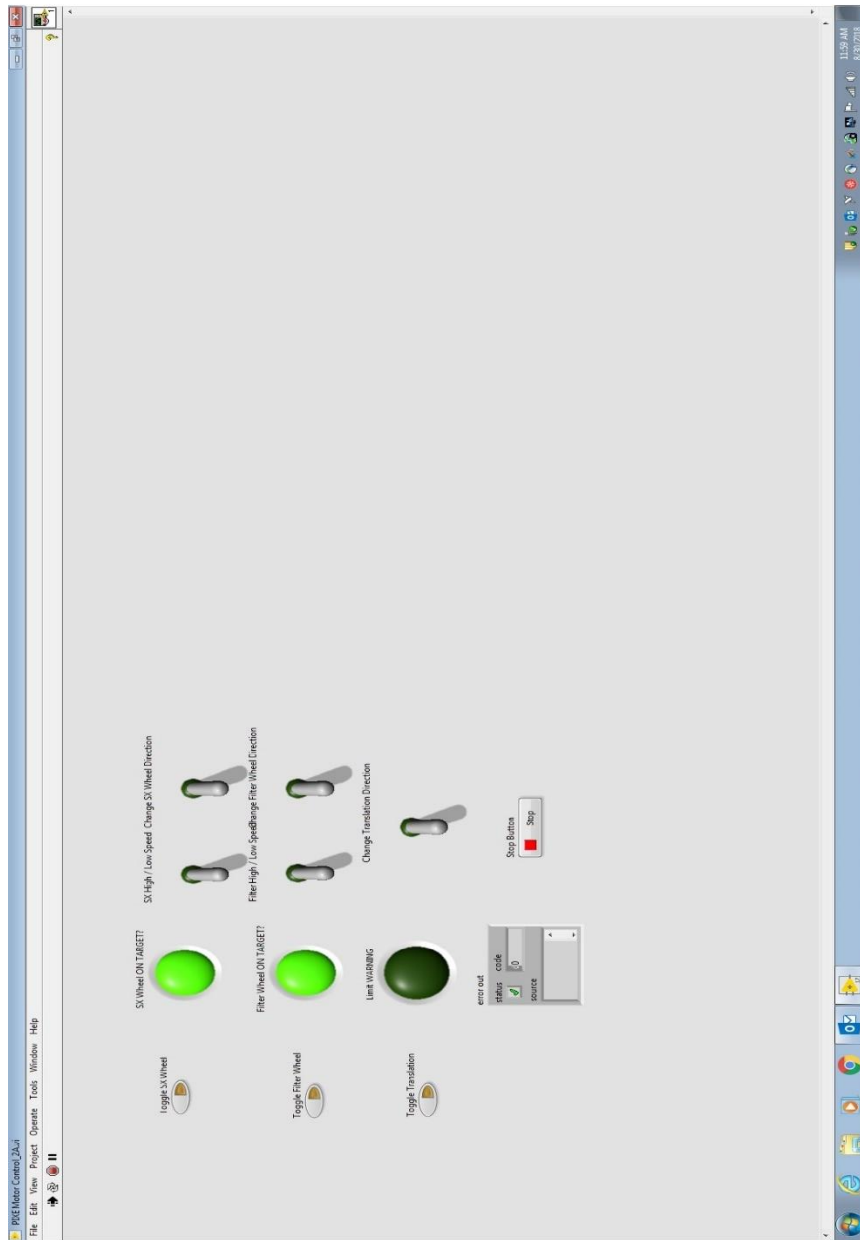 PIXE Motor Control_2A.vi
File Edit View Project Operate Tools Window Help
Toggle SX Wheel
SX Wheel ON TARGET?
SX High / Low Speed
Change SX Wheel Direction
Toggle Filter Wheel
Filter Wheel ON TARGET?
Filter High / Low Speed
Change Filter Wheel Direction
Toggle Translation
Limit WARNING
Change Translation Direction
error out
status code
0
source
Stop Button
Stop
11:59 AM
8/30/2018